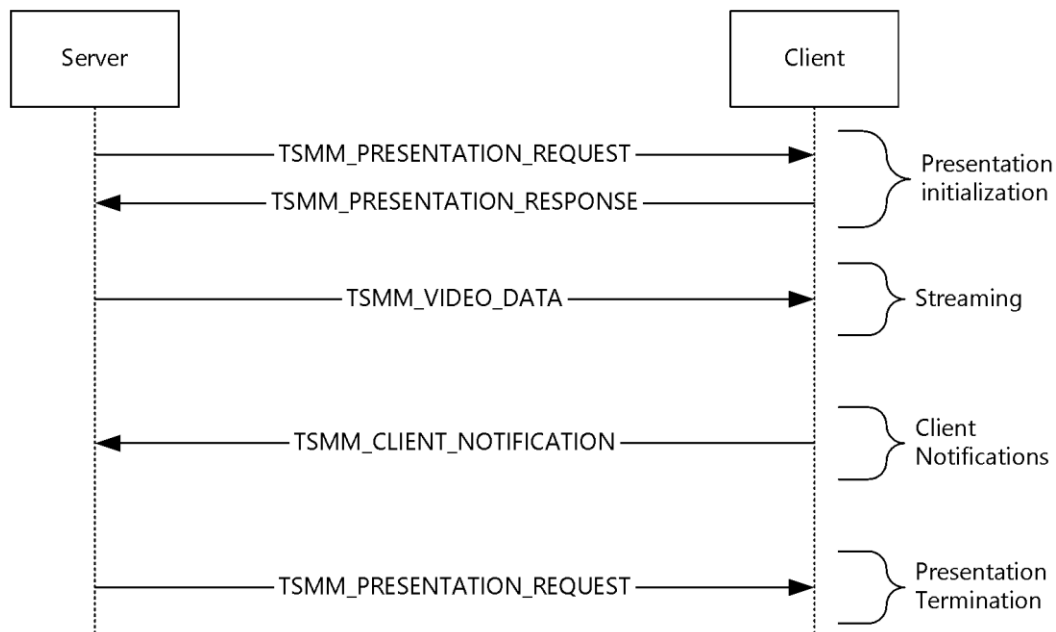 Server
Client
TSMM_PRESENTATION_REQUEST
Presentation
initialization
TSMM_PRESENTATION_RESPONSE
TSMM_VIDEO_DATA
Streaming
TSMM_CLIENT_NOTIFICATION
Client
Notifications
TSMM_PRESENTATION_REQUEST
Presentation
Termination